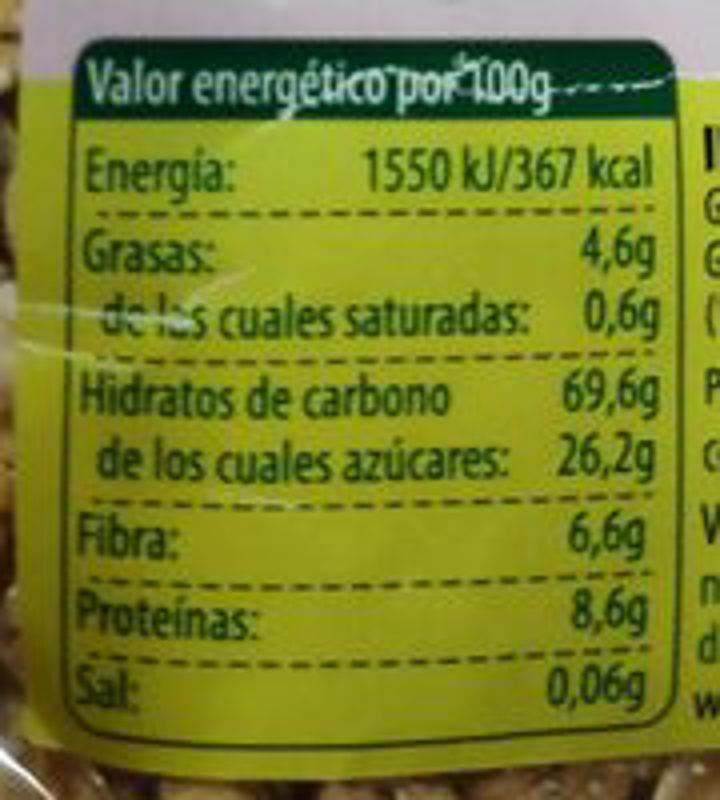 Valor energético por 100g
Energía: 1550 kJ/367 kcal
Grasas: 4,6g
de las cuales saturadas: 0,6g
Hidratos de carbono 69,6g
de los cuales azúcares: 26,2g
Fibra: 6,6g
Proteínas: 8,6g
Sal: 0,06g